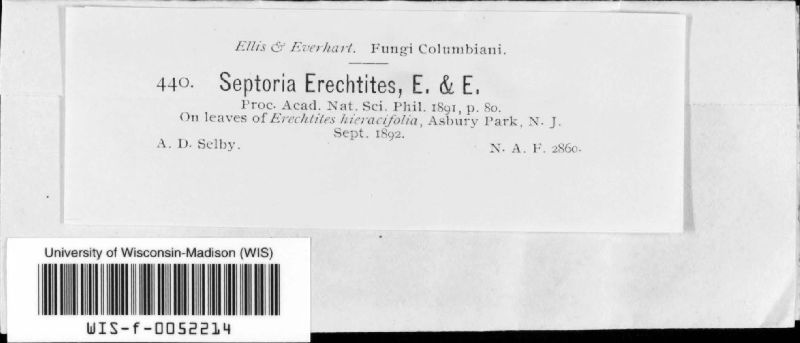 Ellis & Everhart. Fungi Columbiani.
440. Septoria Erechtites, E. & E.
Proc. Acad. Nat. Sci. Phil. 1891, p. 80.
On leaves of Erechtites hieracifolia, Asbury Park, N. J.
Sept. 1892.
A. D. Selby. N. A. F. 2860.
University of Wisconsin-Madison (WIS)
WIS-f-0052214